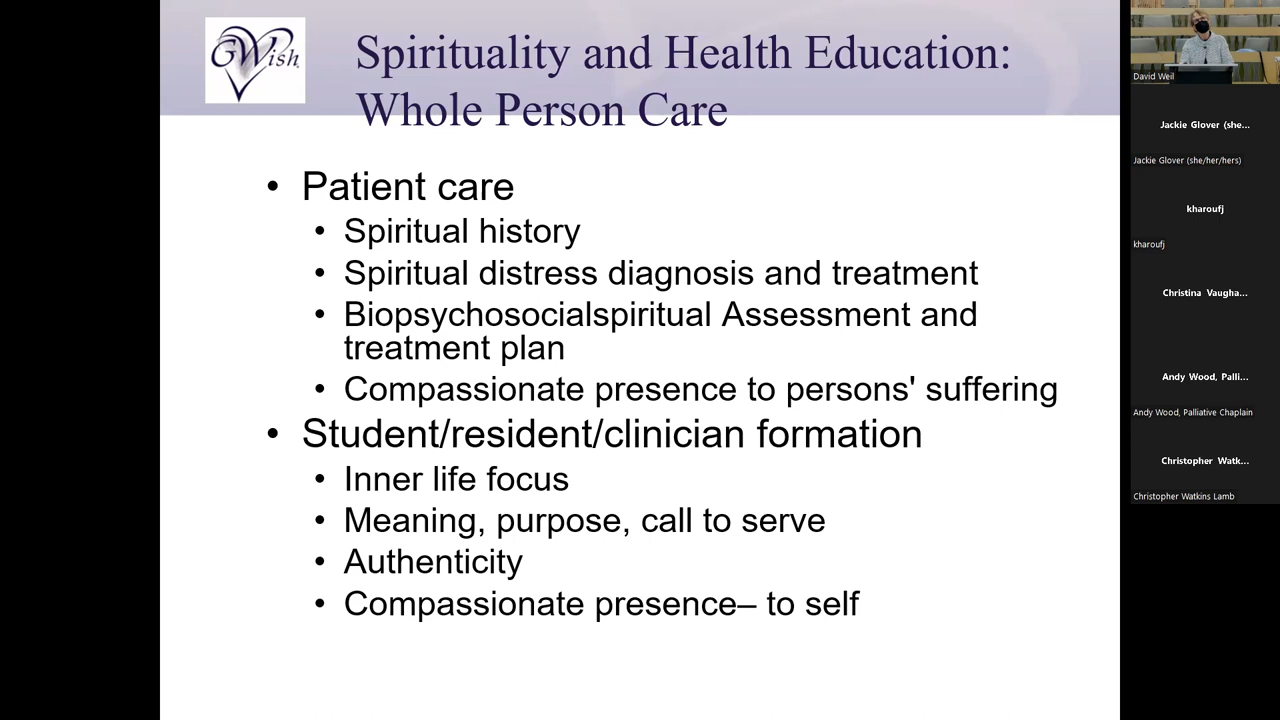 GWish
Spirituality and Health Education:
Whole Person Care
• Patient care
• Spiritual history
• Spiritual distress diagnosis and treatment
• Biopsychosocialspiritual Assessment and
treatment plan
• Compassionate presence to persons' suffering
• Student/resident/clinician formation
• Inner life focus
• Meaning, purpose, call to serve
• Authenticity
• Compassionate presence– to self
David Weil
Jackie Glover (she...
Jackie Glover (she/her/hers)
kharoufj
kharoufj
Christina Vaugha...
Andy Wood, Palli...
Andy Wood, Palliative Chaplain
Christopher Watk...
Christopher Watkins Lamb